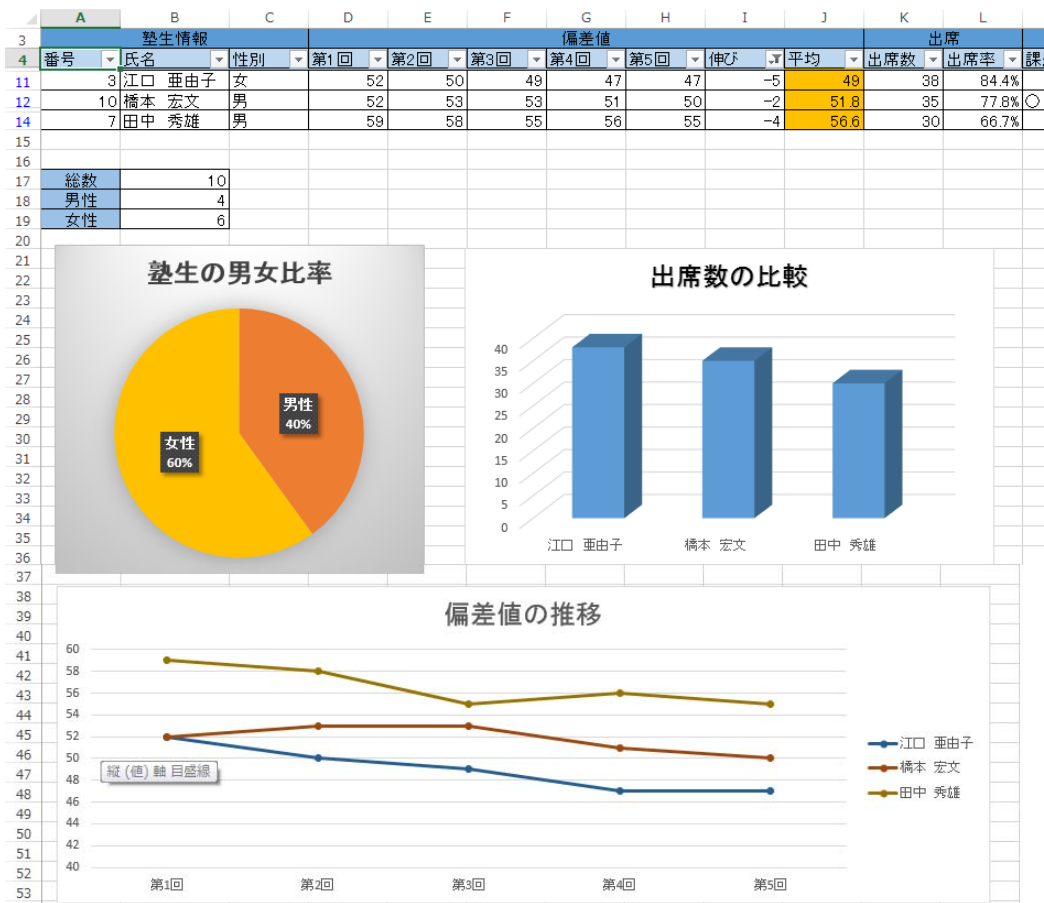 A B C D E F G H I J K L
3 塾生情報 偏差値 出席
4 番号 氏名 性別 第1回 第2回 第3回 第4回 第5回 伸び 平均 出席数 出席率 課
11 3 江口 亜由子 女 52 50 49 47 47 -5 49 38 84.4%
12 10 橋本 宏文 男 52 53 53 51 50 -2 51.8 35 77.8% ○
14 7 田中 秀雄 男 59 58 55 56 55 -4 56.6 30 66.7%
15
16
17 総数 10
18 男性 4
19 女性 6
20
21
22
23
24
25
26
27
28
29
30
31
32
33
34
35
36
37
38
39
40
41
42
43
44
45
46
47
48
49
50
51
52
53
塾生の男女比率
男性
40%
女性
60%
出席数の比較
40
35
30
25
20
15
10
5
0
江口 亜由子 橋本 宏文 田中 秀雄
偏差値の推移
60
58
56
54
52
50
48
46
44
42
40
縦 (値) 軸 目盛線
第1回 第2回 第3回 第4回 第5回
江口 亜由子
橋本 宏文
田中 秀雄